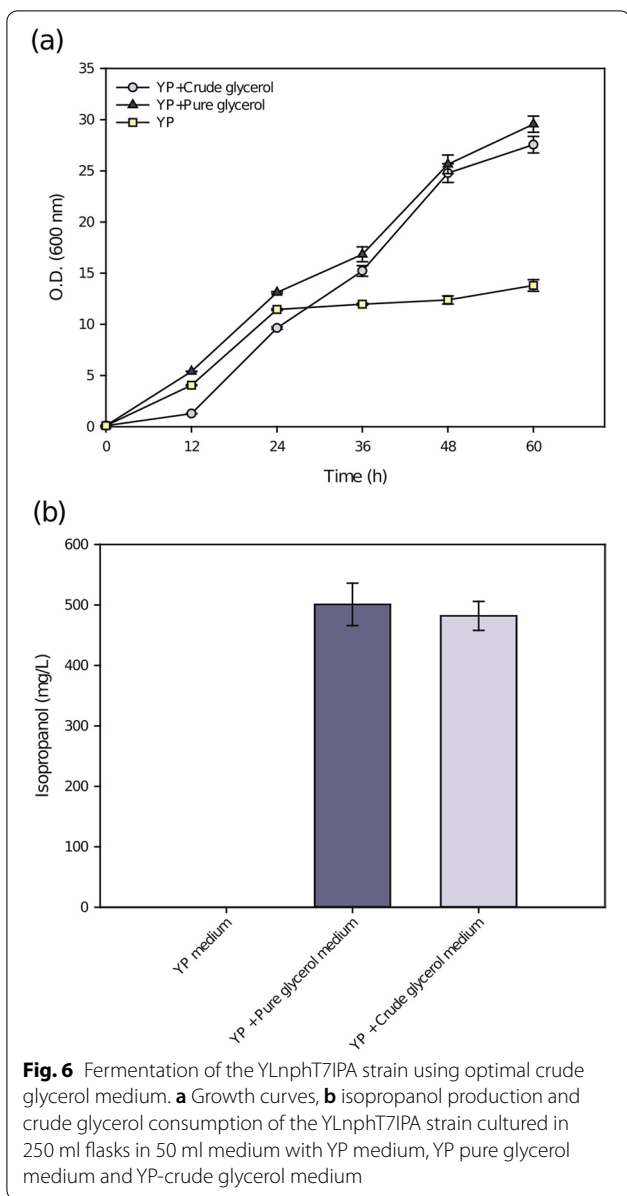 (a)
35
30
25
20
15
10
5
0
O.D. (600 nm)
YP+Crude glycerol
YP+Pure glycerol
YP
0 12 24 36 48 60
Time (h)
(b)
600
500
400
300
200
100
0
Isopropanol (mg/L)
YP medium
YP +Pure glycerol medium
YP +Crude glycerol medium
Fig. 6 Fermentation of the YLnphT7IPA strain using optimal crude
glycerol medium. a Growth curves, b isopropanol production and
crude glycerol consumption of the YLnphT7IPA strain cultured in
250 ml flasks in 50 ml medium with YP medium, YP pure glycerol
medium and YP-crude glycerol medium